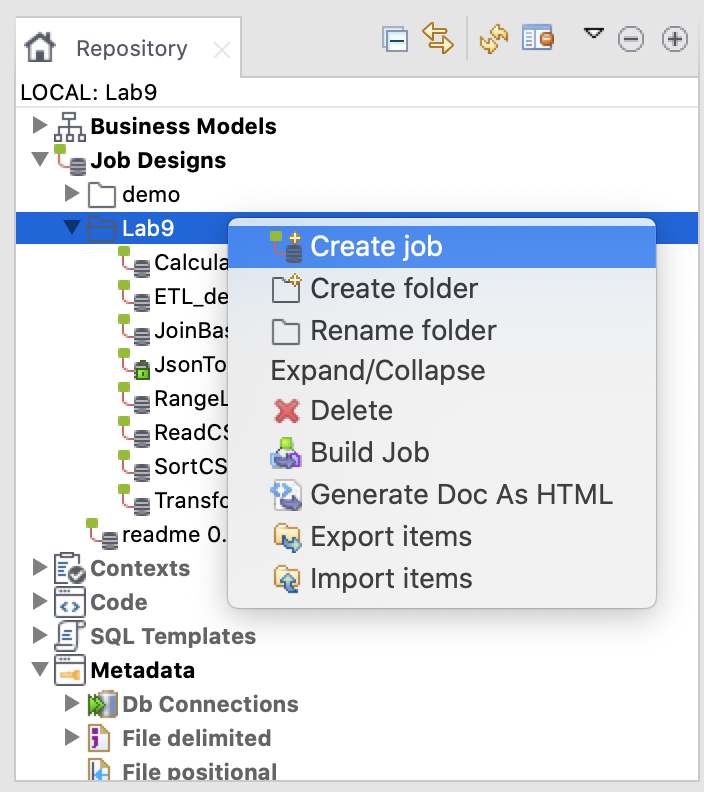 Repository
LOCAL: Lab9
Business Models
Job Designs
demo
Lab9
Create job
Calcula
Create folder
ETL_de
Rename folder
JoinBas
Expand/Collapse
JsonTo
Delete
RangeL
Build Job
ReadCS
Generate Doc As HTML
SortCS
Export items
Transfo
readme 0.
Import items
Contexts
Code
SQL Templates
Metadata
Db Connections
File delimited
File positional